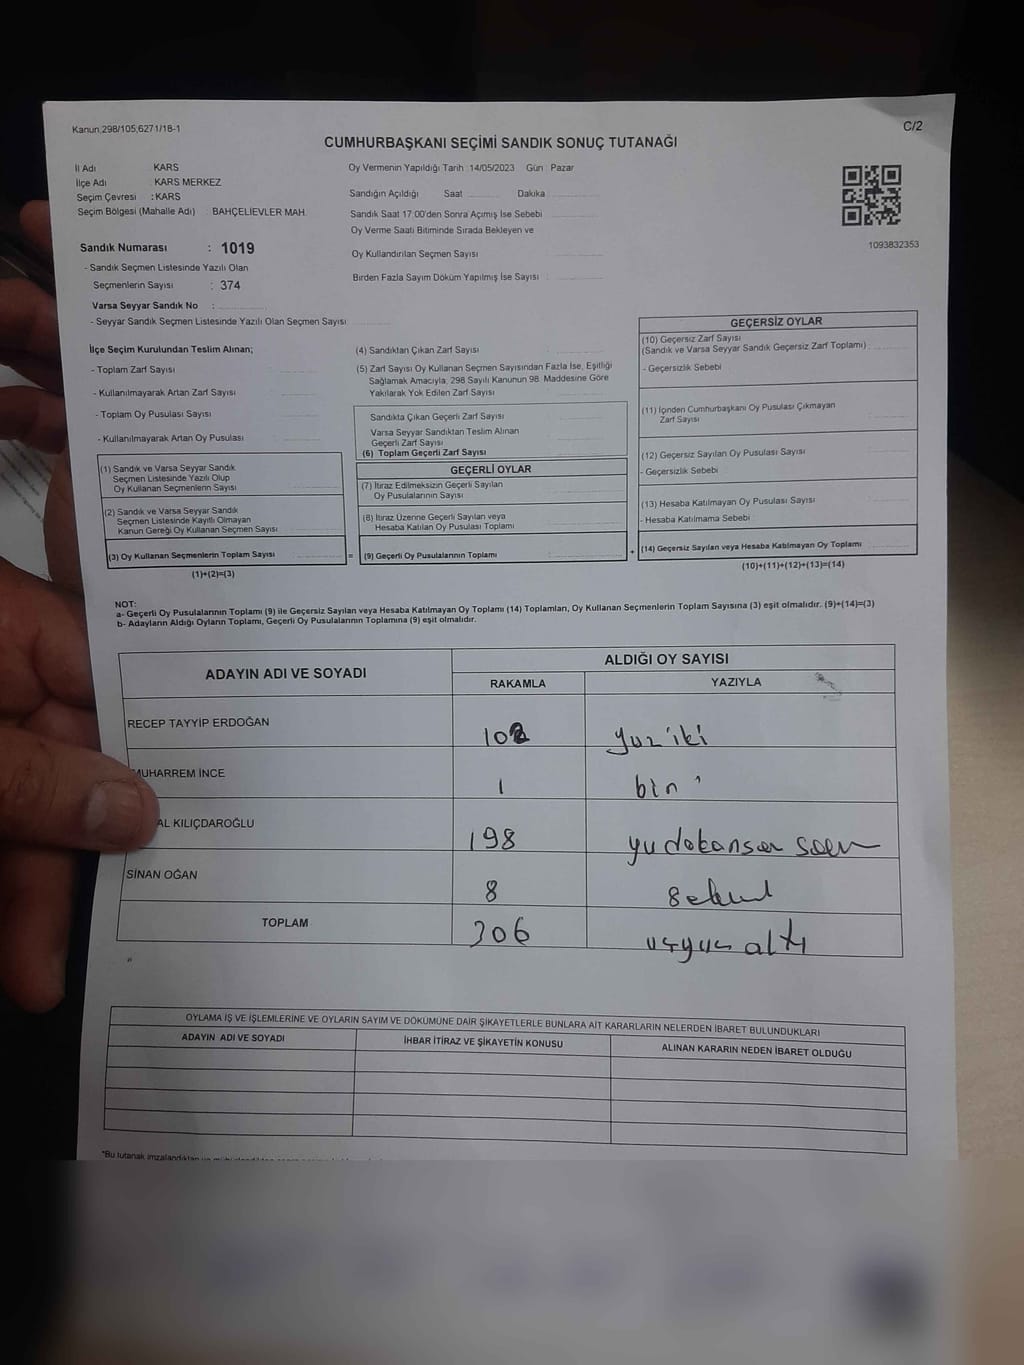 Kanun 298/105;6271/18-1
C/2
CUMHURBAŞKANI SEÇİMİ SANDIK SONUÇ TUTANAĞI
İl Adı : KARS
İlçe Adı : KARS MERKEZ
Seçim Çevresi : KARS
Seçim Bölgesi (Mahalle Adı) : BAHÇELİEVLER MAH.
Sandık Numarası : 1019
- Sandık Seçmen Listesinde Yazılı Olan
Seçmenlerin Sayısı : 374
Varsa Seyyar Sandık No :
- Seyyar Sandık Seçmen Listesinde Yazılı Olan Seçmen Sayısı
Oy Vermenin Yapıldığı Tarih :14/05/2023 Gün Pazar
Sandığın Açıldığı Saat Dakika
Sandık Saat 17:00'den Sonra Açımış İse Sebebi
Oy Verme Saati Bitiminde Sırada Bekleyen ve
Oy Kullandırılan Seçmen Sayısı :
Birden Fazla Sayım Döküm Yapılmış İse Sayısı :
1093832353
İlçe Seçim Kurulundan Teslim Alınan;
- Toplam Zarf Sayısı
- Kullanılmayarak Artan Zarf Sayısı
- Toplam Oy Pusulası Sayısı
- Kullanılmayarak Artan Oy Pusulası
(1) Sandık ve Varsa Seyyar Sandık
Seçmen Listesinde Yazılı Olup
Oy Kullanan Seçmenlerin Sayısı
(2) Sandık ve Varsa Seyyar Sandık
Seçmen Listesinde Kayıtlı Olmayan
Kanun Gereği Oy Kullanan Seçmen Sayısı
(3) Oy Kullanan Seçmenlerin Toplam Sayısı
(1)+(2)=(3)
(4) Sandıktan Çıkan Zarf Sayısı
(5) Zarf Sayısı Oy Kullanan Seçmen Sayısından Fazla İse, Eşitliği
Sağlamak Amacıyla, 298 Sayılı Kanunun 98. Maddesine Göre
Yakılarak Yok Edilen Zarf Sayısı
Sandıkta Çıkan Geçerli Zarf Sayısı
Varsa Seyyar Sandıktan Teslim Alınan
Geçerli Zarf Sayısı
(6) Toplam Geçerli Zarf Sayısı
GEÇERLİ OYLAR
(7) İtiraz Edilmeksizin Geçerli Sayılan
Oy Pusulalarının Sayısı
(8) İtiraz Üzerine Geçerli Sayılan veya
Hesaba Katılan Oy Pusulası Toplamı
= (9) Geçerli Oy Pusulalarının Toplamı +
GEÇERSİZ OYLAR
(10) Geçersiz Zarf Sayısı
(Sandık ve Varsa Seyyar Sandık Geçersiz Zarf Toplamı)
- Geçersizlik Sebebi
(11) İçinden Cumhurbaşkanı Oy Pusulası Çıkmayan
Zarf Sayısı
(12) Geçersiz Sayılan Oy Pusulası Sayısı
- Geçersizlik Sebebi
(13) Hesaba Katılmayan Oy Pusulası Sayısı
- Hesaba Katılmama Sebebi
(14) Geçersiz Sayılan veya Hesaba Katılmayan Oy Toplamı
(10)+(11)+(12)+(13)=(14)
NOT:
a- Geçerli Oy Pusulalarının Toplamı (9) ile Geçersiz Sayılan veya Hesaba Katılmayan Oy Toplamı (14) Toplamları, Oy Kullanan Seçmenlerin Toplam Sayısına (3) eşit olmalıdır. (9)+(14)=(3)
b- Adayların Aldığı Oyların Toplamı, Geçerli Oy Pusulalarının Toplamına (9) eşit olmalıdır.
ADAYIN ADI VE SOYADI
ALDIĞI OY SAYISI
RAKAMLA YAZIYLA
RECEP TAYYİP ERDOĞAN 102 yuz iki
MUHARREM İNCE 1 bin
AL KILIÇDAROĞLU 198
SİNAN OĞAN 8
TOPLAM 306 uçyuz altı
OYLAMA İŞ VE İŞLEMLERİNE VE OYLARIN SAYIM VE DÖKÜMÜNE DAİR ŞİKAYETLERLE BUNLARA AİT KARARLARIN NELERDEN İBARET BULUNDUKLARI
ADAYIN ADI VE SOYADI İHBAR İTİRAZ VE ŞİKAYETİN KONUSU ALINAN KARARIN NEDEN İBARET OLDUĞU
*Bu tutanak imzalandıktan